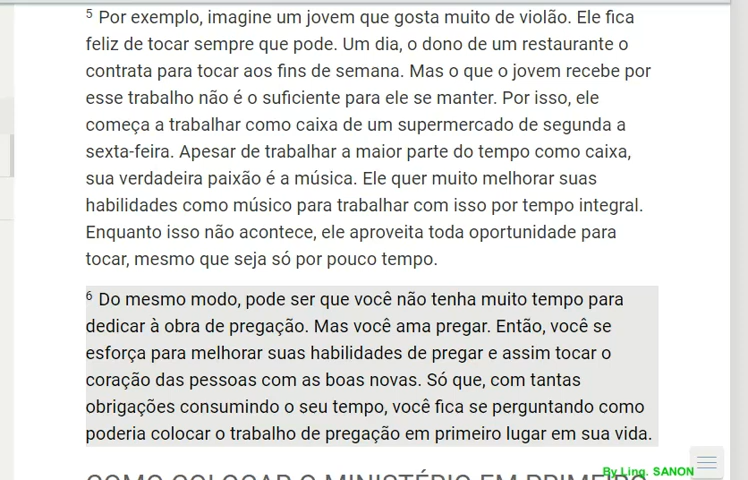 5 Por exemplo, imagine um jovem que gosta muito de violão. Ele fica
feliz de tocar sempre que pode. Um dia, o dono de um restaurante o
contrata para tocar aos fins de semana. Mas o que o jovem recebe por
esse trabalho não é o suficiente para ele se manter. Por isso, ele
começa a trabalhar como caixa de um supermercado de segunda a
sexta-feira. Apesar de trabalhar a maior parte do tempo como caixa,
sua verdadeira paixão é a música. Ele quer muito melhorar suas
habilidades como músico para trabalhar com isso por tempo integral.
Enquanto isso não acontece, ele aproveita toda oportunidade para
tocar, mesmo que seja só por pouco tempo.
6 Do mesmo modo, pode ser que você não tenha muito tempo para
dedicar à obra de pregação. Mas você ama pregar. Então, você se
esforça para melhorar suas habilidades de pregar e assim tocar o
coração das pessoas com as boas novas. Só que, com tantas
obrigações consumindo o seu tempo, você fica se perguntando como
poderia colocar o trabalho de pregação em primeiro lugar em sua vida.
COMO COLOCAR O MINISTÉRIO EM PRIMEIRO
By Ling. SANON